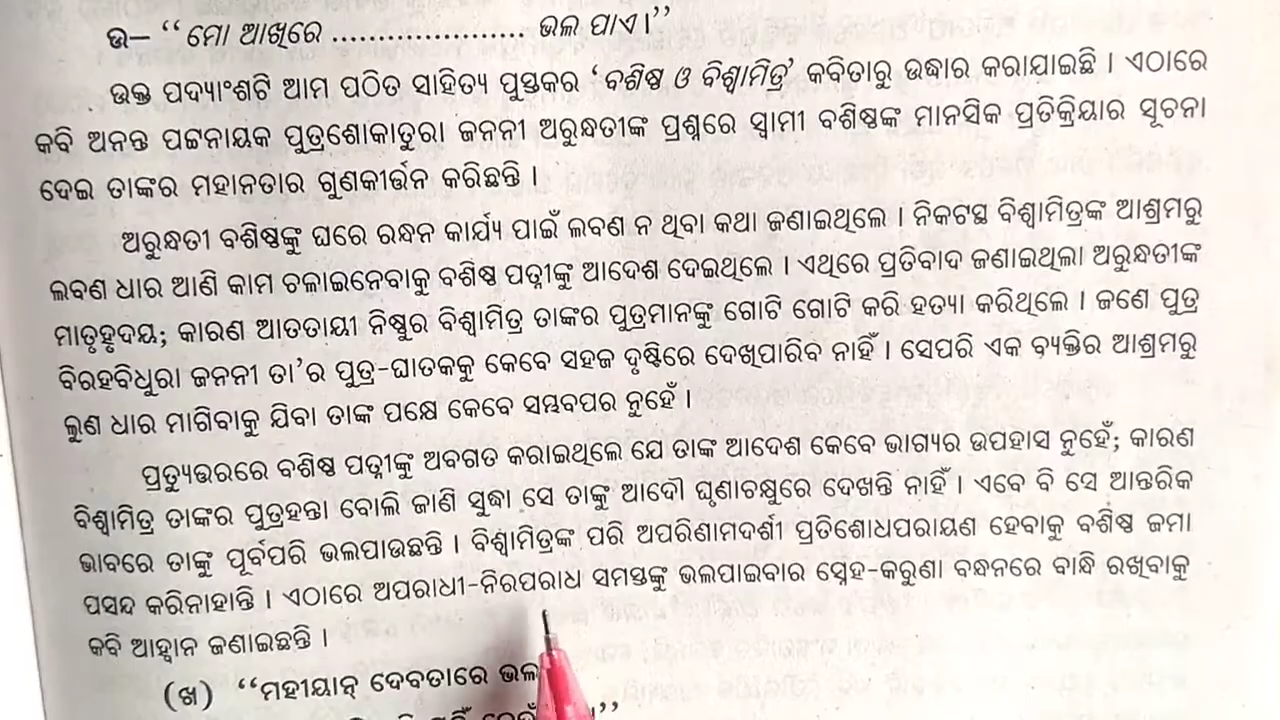 ଉ– ‘‘ମୋ ଆଖିରେ .................... ଭଲ ପାଏ।’’
ଉକ୍ତ ପଦ୍ୟାଂଶଟି ଆମ ପଠିତ ସାହିତ୍ୟ ପୁସ୍ତକର ‘ବଶିଷ୍ଠ ଓ ବିଶ୍ୱାମିତ୍ର’ କବିତାରୁ ଉଦ୍ଧାର କରାଯାଇଛି । ଏଠାରେ
କବି ଅନନ୍ତ ପଟ୍ଟନାୟକ ପୁତ୍ରଶୋକାତୁରା ଜନନୀ ଅରୁନ୍ଧତୀଙ୍କ ପ୍ରଶ୍ନରେ ସ୍ୱାମୀ ବଶିଷ୍ଠଙ୍କ ମାନସିକ ପ୍ରତିକ୍ରିୟାର ସୂଚନା
ଦେଇ ତାଙ୍କର ମହାନତାର ଗୁଣକୀର୍ତ୍ତନ କରିଛନ୍ତି ।
ଅରୁନ୍ଧତୀ ବଶିଷ୍ଠଙ୍କୁ ଘରେ ରନ୍ଧନ କାର୍ଯ୍ୟ ପାଇଁ ଲବଣ ନ ଥିବା କଥା ଜଣାଇଥିଲେ । ନିକଟସ୍ଥ ବିଶ୍ୱାମିତ୍ରଙ୍କ ଆଶ୍ରମରୁ
ଲବଣ ଧାର ଆଣି କାମ ଚଳାଇନେବାକୁ ବଶିଷ୍ଠ ପତ୍ନୀଙ୍କୁ ଆଦେଶ ଦେଇଥିଲେ । ଏଥିରେ ପ୍ରତିବାଦ ଜଣାଇଥିଲା ଅରୁନ୍ଧତୀଙ୍କ
ମାତୃହୃଦୟ; କାରଣ ଆତତାୟୀ ନିଷ୍ଠୁର ବିଶ୍ୱାମିତ୍ର ତାଙ୍କର ପୁତ୍ରମାନଙ୍କୁ ଗୋଟି ଗୋଟି କରି ହତ୍ୟା କରିଥିଲେ । ଜଣେ ପୁତ୍ର
ବିରହବିଧୁରା ଜନନୀ ତା’ର ପୁତ୍ର-ଘାତକକୁ କେବେ ସହଜ ଦୃଷ୍ଟିରେ ଦେଖିପାରିବ ନାହିଁ । ସେପରି ଏକ ବ୍ୟକ୍ତିର ଆଶ୍ରମରୁ
ଲୁଣ ଧାର ମାଗିବାକୁ ଯିବା ତାଙ୍କ ପକ୍ଷେ କେବେ ସମ୍ଭବପର ନୁହେଁ ।
ପ୍ରତ୍ୟୁତ୍ତରରେ ବଶିଷ୍ଠ ପତ୍ନୀଙ୍କୁ ଅବଗତ କରାଇଥିଲେ ଯେ ତାଙ୍କ ଆଦେଶ କେବେ ଭାଗ୍ୟର ଉପହାସ ନୁହେଁ; କାରଣ
ବିଶ୍ୱାମିତ୍ର ତାଙ୍କର ପୁତ୍ରହନ୍ତା ବୋଲି ଜାଣି ସୁଦ୍ଧା ସେ ତାଙ୍କୁ ଆଦୌ ଘୃଣାଚକ୍ଷୁରେ ଦେଖନ୍ତି ନାହିଁ । ଏବେ ବି ସେ ଆନ୍ତରିକ
ଭାବରେ ତାଙ୍କୁ ପୂର୍ବପରି ଭଲପାଉଛନ୍ତି । ବିଶ୍ୱାମିତ୍ରଙ୍କ ପରି ଅପରିଣାମଦର୍ଶୀ ପ୍ରତିଶୋଧପରାୟଣ ହେବାକୁ ବଶିଷ୍ଠ ଜମା
ପସନ୍ଦ କରିନାହାନ୍ତି । ଏଠାରେ ଅପରାଧୀ-ନିରପରାଧ ସମସ୍ତଙ୍କୁ ଭଲପାଇବାର ସ୍ନେହ-କରୁଣା ବନ୍ଧନରେ ବାନ୍ଧି ରଖିବାକୁ
କବି ଆହ୍ୱାନ ଜଣାଇଛନ୍ତି ।
(ଖ) ‘‘ମହୀୟାନ୍ ଦେବତାରେ ଭଲ